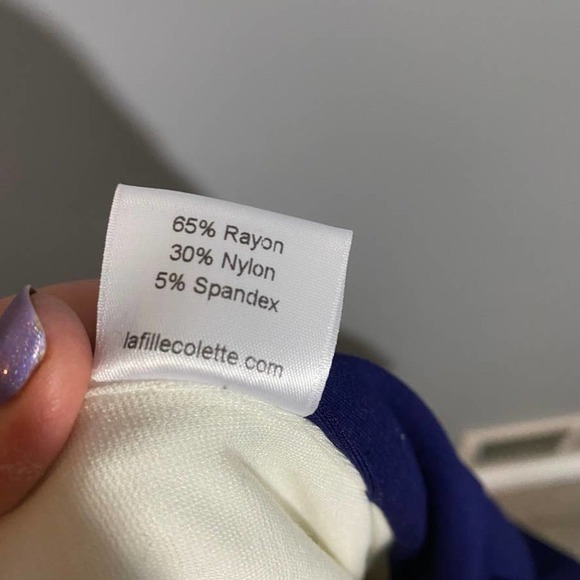 65% Rayon
30% Nylon
5% Spandex
lafillecolette.com